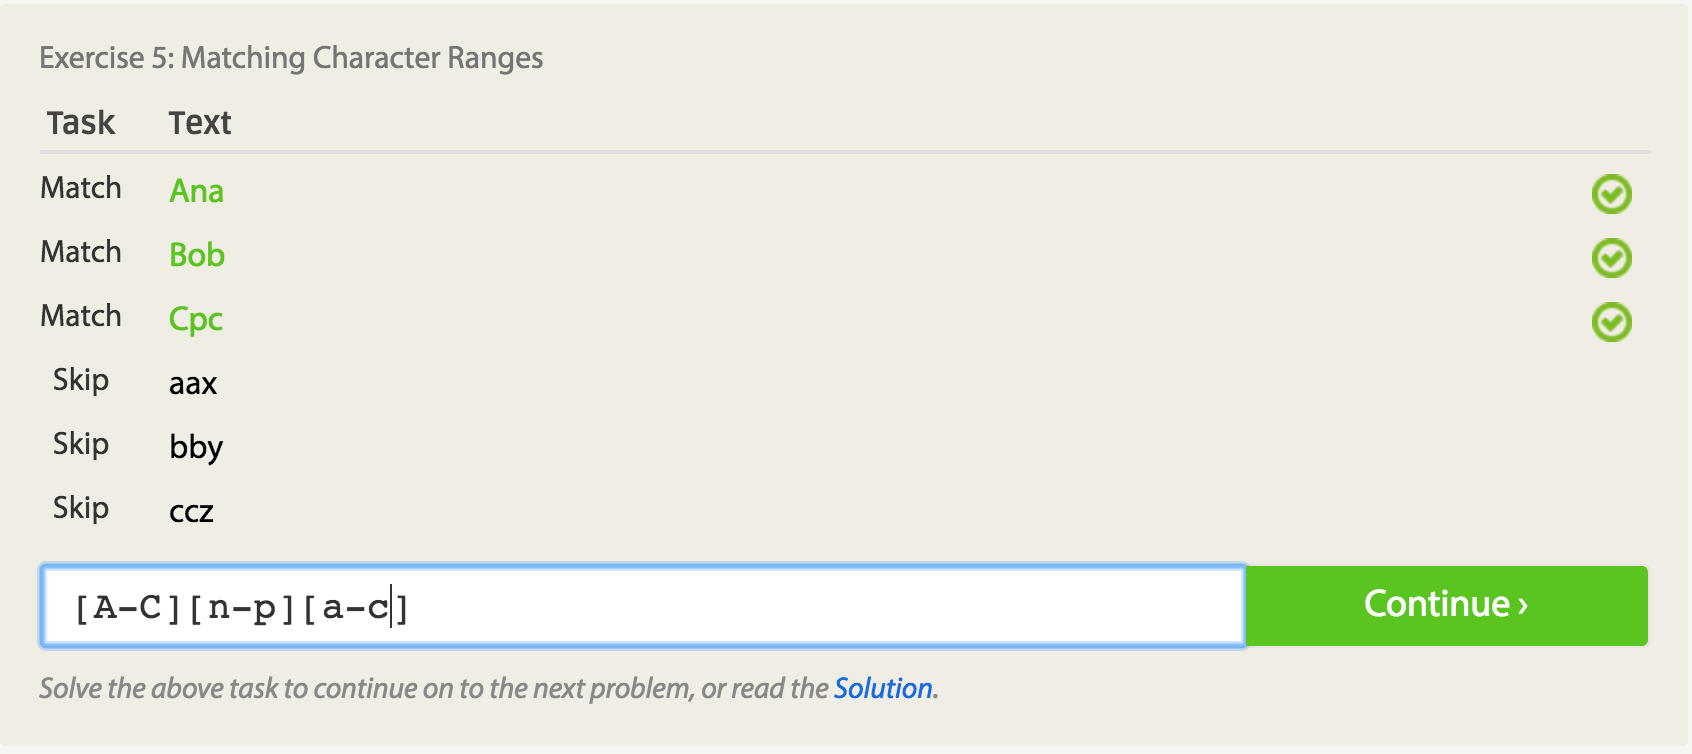 Exercise 5: Matching Character Ranges
Task Text
Match Ana
Match Bob
Match Cpc
Skip aax
Skip bby
Skip ccz
[A-C][n-p][a-c]
Continue ›
Solve the above task to continue on to the next problem, or read the Solution.